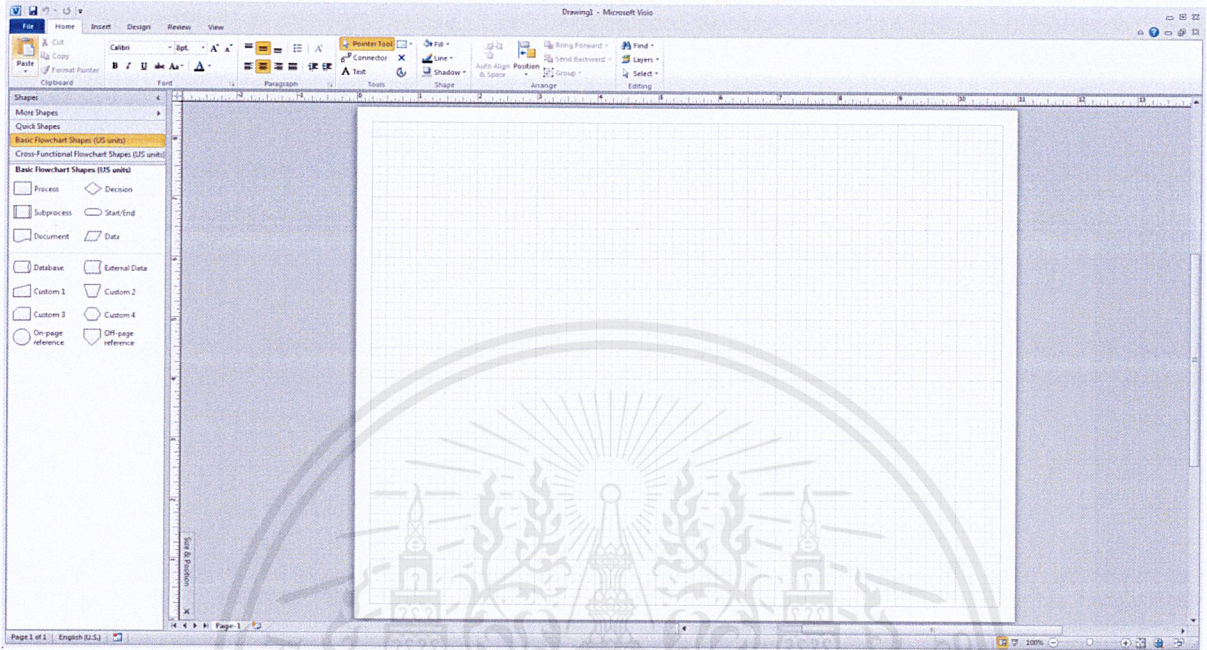 Drawing1 - Microsoft Visio
File Home Insert Design Review View
Paste
Cut
Copy
Format Painter
Clipboard
Calibri 8pt.
B I U abc Aa A
Font
Paragraph
Pointer Tool
Connector
A Text
Tools
Fill
Line
Shadow
Shape
Auto Align & Space
Position
Bring Forward
Send Backward
Group
Arrange
Find
Layers
Select
Editing
Shapes
More Shapes
Quick Shapes
Basic Flowchart Shapes (US units)
Cross-Functional Flowchart Shapes (US units)
Basic Flowchart Shapes (US units)
Process Decision
Subprocess Start/End
Document Data
Database External Data
Custom 1 Custom 2
Custom 3 Custom 4
On-page reference Off-page reference
Size & Position
Page-1
Page 1 of 1 English (U.S.) 100%